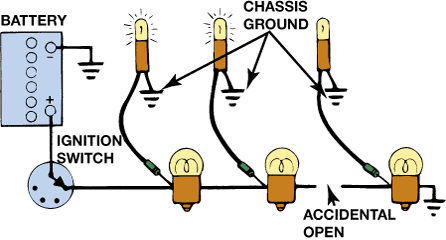 CHASSIS
GROUND
BATTERY
−
+
IGNITION
SWITCH
ACCIDENTAL
OPEN